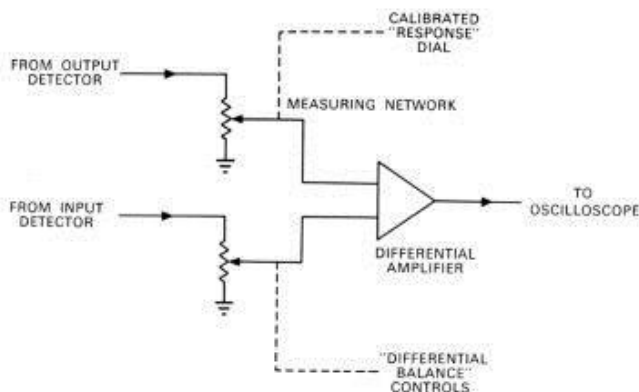 CALIBRATED
"RESPONSE"
DIAL
FROM OUTPUT
DETECTOR
MEASURING NETWORK
FROM INPUT
DETECTOR
TO
OSCILLOSCOPE
DIFFERENTIAL
AMPLIFIER
"DIFFERENTIAL
BALANCE"
CONTROLS